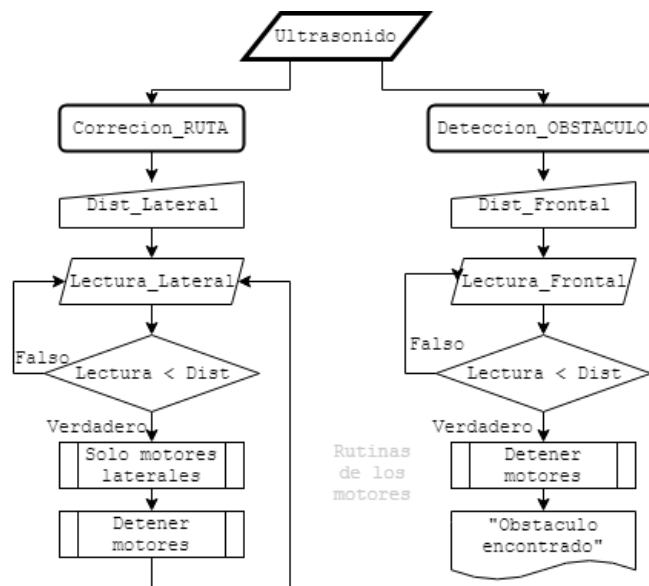 Ultrasonido
Correcion_RUTA
Deteccion_OBSTACULO
Dist_Lateral
Dist_Frontal
Lectura_Lateral
Lectura_Frontal
Falso
Lectura < Dist
Falso
Lectura < Dist
Verdadero
Verdadero
Solo motores
laterales
Rutinas
de los
motores
Detener
motores
Detener
motores
"Obstaculo
encontrado"